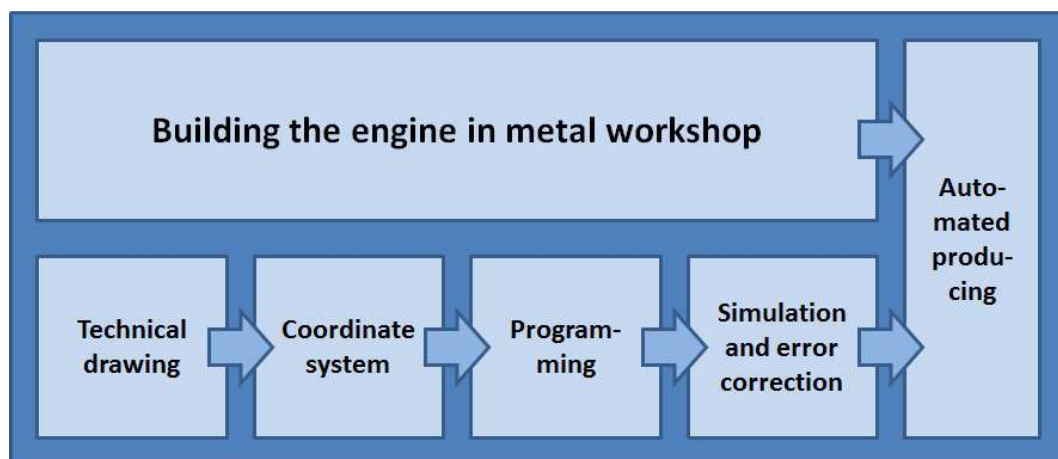 Building the engine in metal workshop
Auto-
mated
produ-
cing
Technical
drawing
Coordinate
system
Program-
ming
Simulation
and error
correction